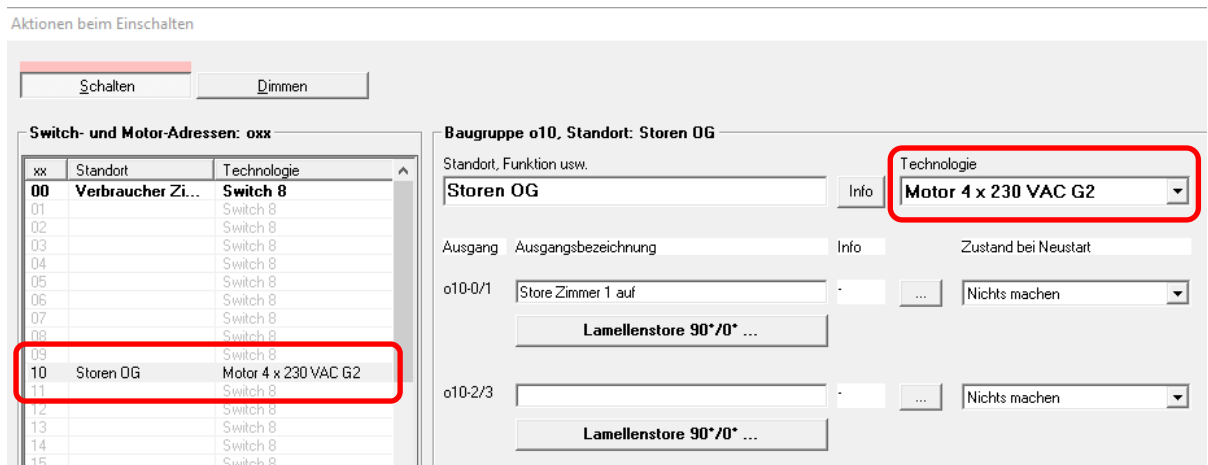 Aktionen beim Einschalten
Schalten
Dimmen
Switch- und Motor-Adressen: oxx
xx Standort Technologie
00 Verbraucher Zi... Switch 8
01 Switch 8
02 Switch 8
03 Switch 8
04 Switch 8
05 Switch 8
06 Switch 8
07 Switch 8
08 Switch 8
09 Switch 8
10 Storen OG Motor 4 x 230 VAC G2
11 Switch 8
12 Switch 8
13 Switch 8
14 Switch 8
15 Switch 8
Baugruppe o10, Standort: Storen OG
Standort, Funktion usw. Technologie
Storen OG Info Motor 4 x 230 VAC G2
Ausgang Ausgangsbezeichnung Info Zustand bei Neustart
o10-0/1 Store Zimmer 1 auf - ... Nichts machen
Lamellenstore 90°/0° ...
o10-2/3 - ... Nichts machen
Lamellenstore 90°/0° ...